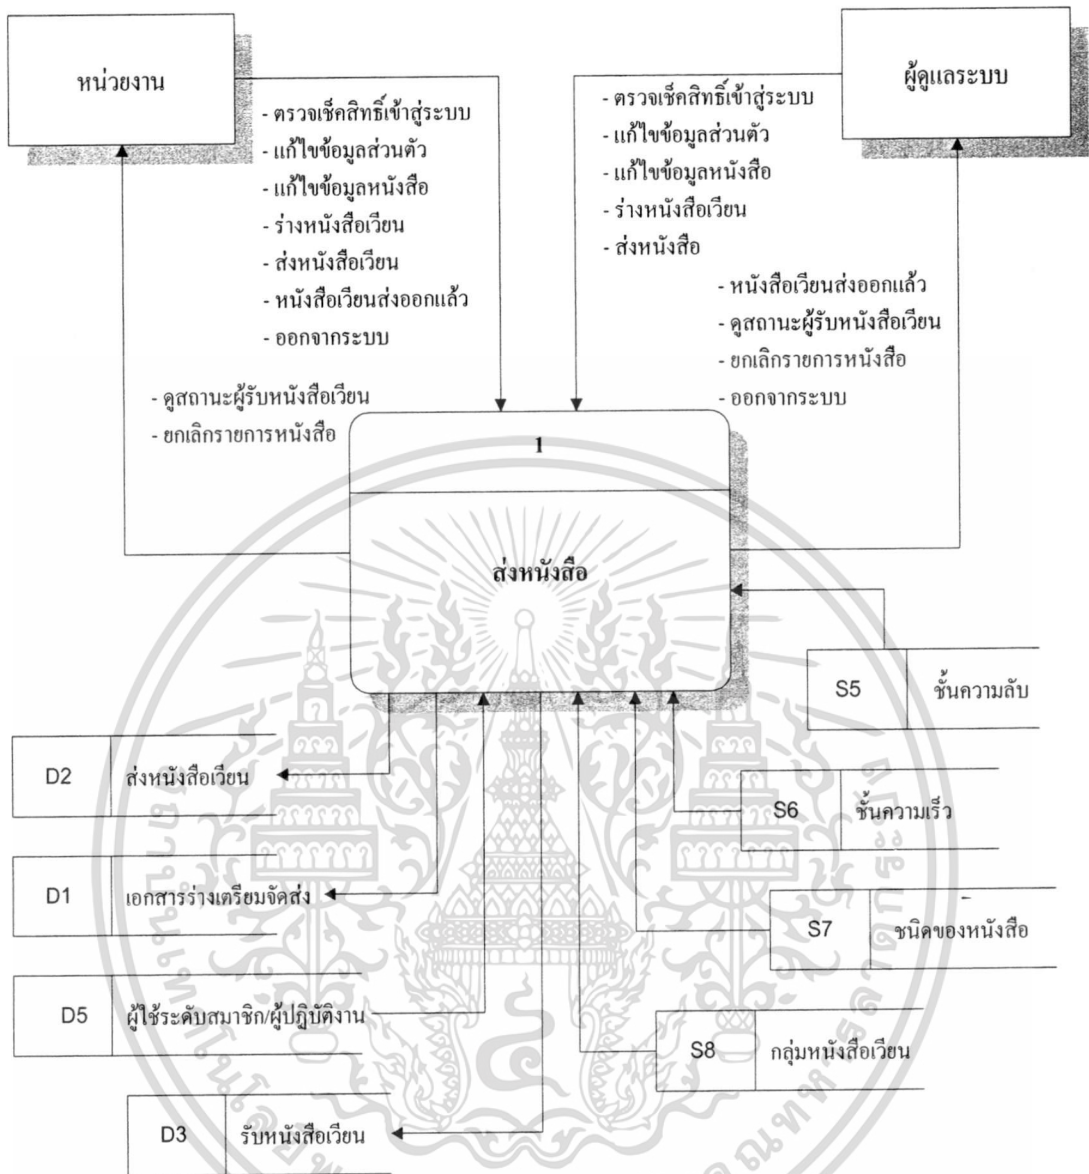 หน่วยงาน
ผู้ดูแลระบบ
- ตรวจเช็คสิทธิ์เข้าสู่ระบบ
- แก้ไขข้อมูลส่วนตัว
- แก้ไขข้อมูลหนังสือ
- ร่างหนังสือเวียน
- ส่งหนังสือเวียน
- หนังสือเวียนส่งออกแล้ว
- ออกจากระบบ
- ตรวจเช็คสิทธิ์เข้าสู่ระบบ
- แก้ไขข้อมูลส่วนตัว
- แก้ไขข้อมูลหนังสือ
- ร่างหนังสือเวียน
- ส่งหนังสือ
- หนังสือเวียนส่งออกแล้ว
- ดูสถานะผู้รับหนังสือเวียน
- ยกเลิกรายการหนังสือ
- ออกจากระบบ
- ดูสถานะผู้รับหนังสือเวียน
- ยกเลิกรายการหนังสือ
1
ส่งหนังสือ
S5 ชั้นความลับ
D2 ส่งหนังสือเวียน
S6 ชั้นความเร็ว
D1 เอกสารร่างเตรียมจัดส่ง
S7 ชนิดของหนังสือ
D5 ผู้ใช้ระดับสมาชิก/ผู้ปฏิบัติงาน
S8 กลุ่มหนังสือเวียน
D3 รับหนังสือเวียน